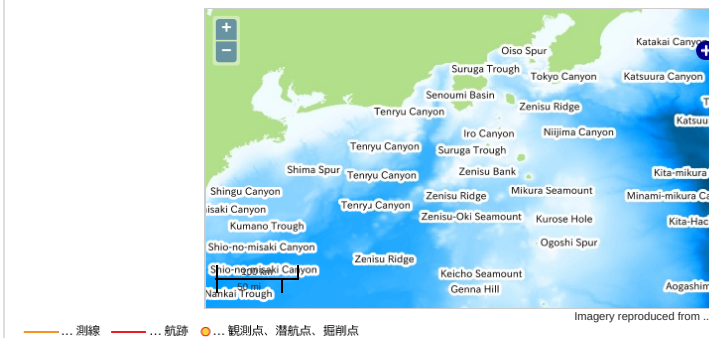 +
−
Katakai Canyo
Oiso Spur
Suruga Trough
Tokyo Canyon
Katsuura Canyon
Senoumi Basin
Zenisu Ridge
T
Tenryu Canyon
Katsuu
Iro Canyon
Niijima Canyon
Tenryu Canyon
Suruga Trough
Shima Spur
Tenryu Canyon
Zenisu Bank
Kita-mikura
Shingu Canyon
Zenisu Ridge
Mikura Seamount
Minami-mikura Ca
isaki Canyon
Tenryu Canyon
Zenisu-Oki Seamount
Kurose Hole
Kita-Hac
Kumano Trough
Shio-no-misaki Canyon
Ogoshi Spur
Zenisu Ridge
Shio-no-misaki Canyon
100 km
Keicho Seamount
50 mi
Genna Hill
Aogashim
Nankai Trough
Imagery reproduced from ..
... 測線 ... 航跡 ... 観測点、潜航点、掘削点